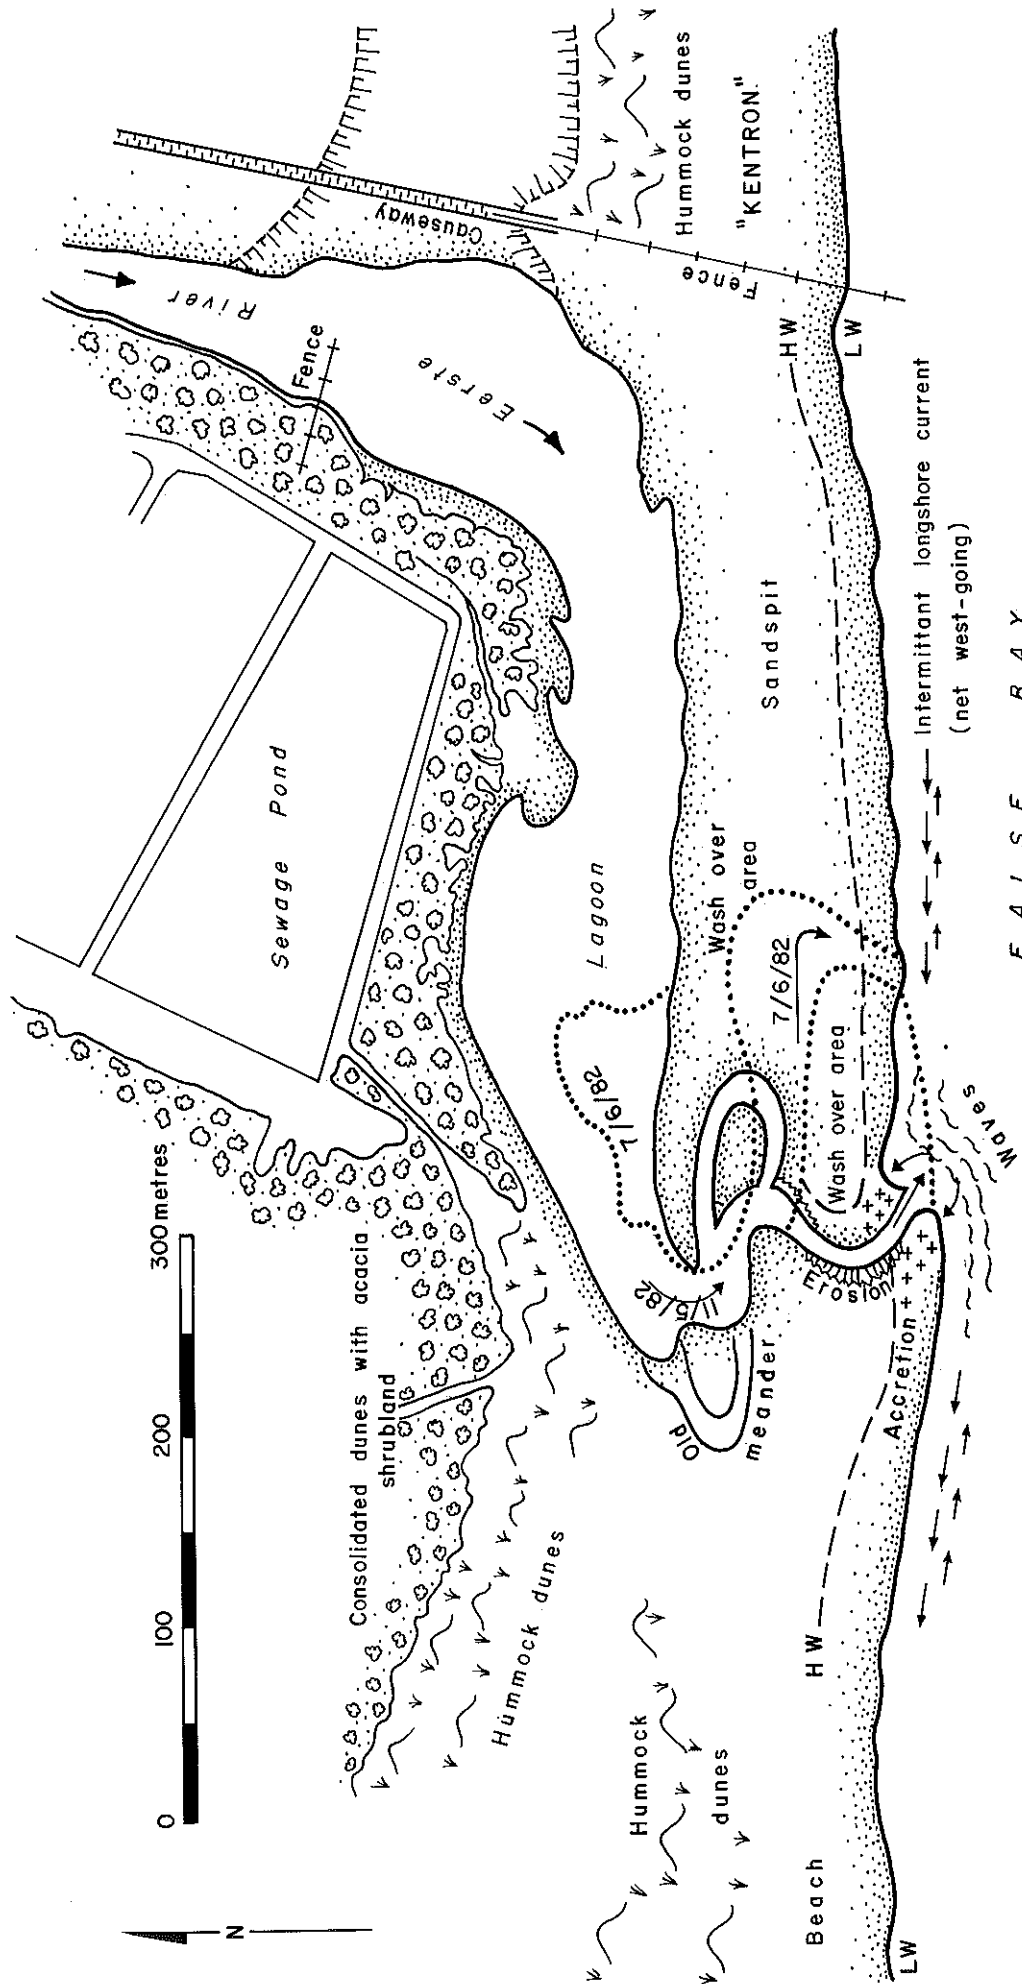 N
0
100
200
300 metres
Consolidated dunes with acacia
shrubland
Sewage Pond
River
Fence
Eerste
Causeway
Fence
Hummock dunes
"KENTRON"
Hummock dunes
Hummock
dunes
Lagoon
7/6/82
11/5/82
Old
meander
Wash over
area
7/6/82
Wash over area
Sandspit
Erosion
Accretion
HW
LW
HW
LW
Beach
Waves
Intermittant longshore current
(net west-going)
FALSE BAY